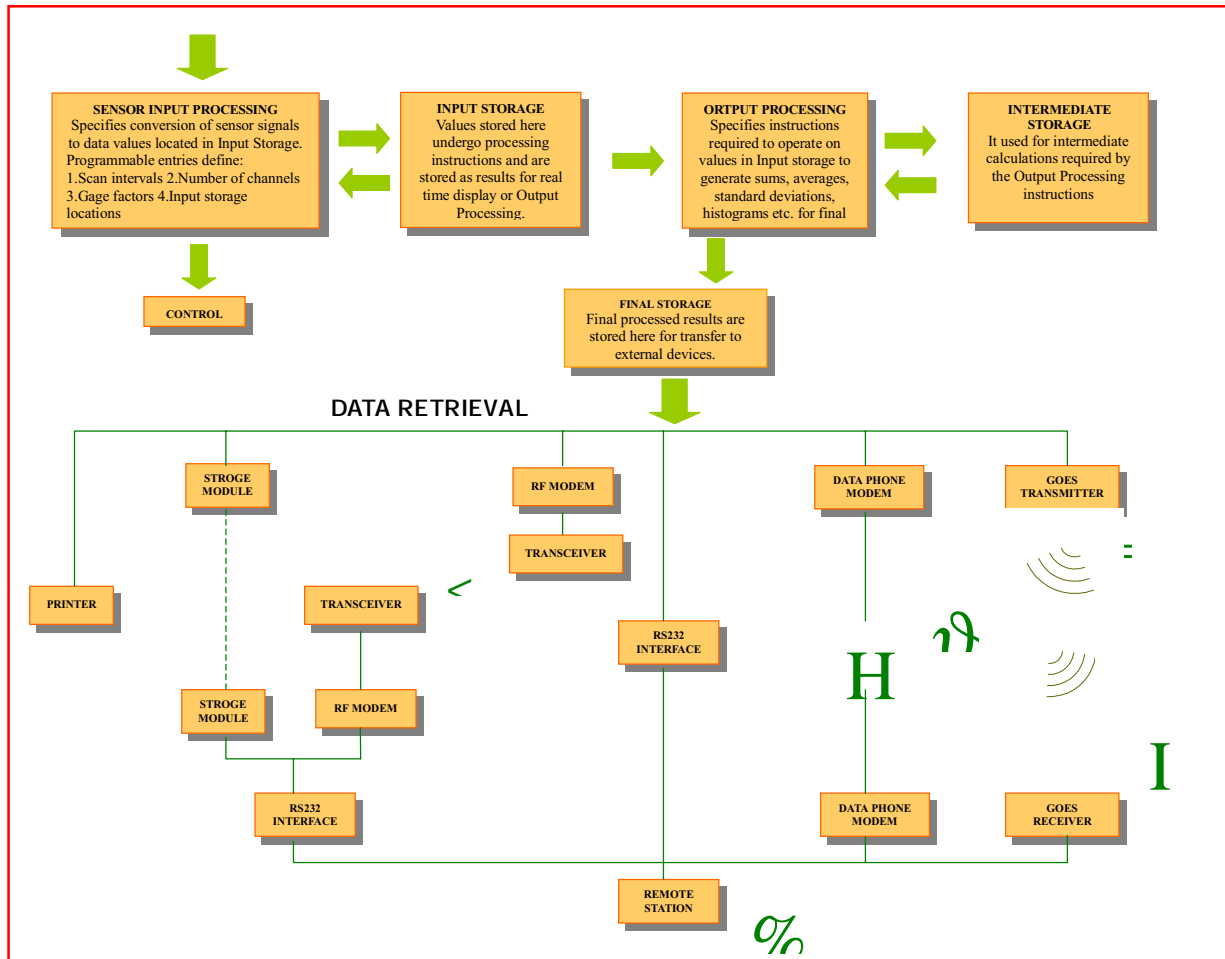 SENSOR INPUT PROCESSING
Specifies conversion of sensor signals
to data values located in Input Storage.
Programmable entries define:
1.Scan intervals 2.Number of channels
3.Gage factors 4.Input storage
locations
INPUT STORAGE
Values stored here
undergo processing
instructions and are
stored as results for real
time display or Output
Processing.
ORTPUT PROCESSING
Specifies instructions
required to operate on
values in Input storage to
generate sums, averages,
standard deviations,
histograms etc. for final
INTERMEDIATE
STORAGE
It used for intermediate
calculations required by
the Output Processing
instructions
CONTROL
FINAL STORAGE
Final processed results are
stored here for transfer to
external devices.
DATA RETRIEVAL
STROGE
MODULE
RF MODEM
DATA PHONE
MODEM
GOES
TRANSMITTER
TRANSCEIVER
=
<
PRINTER
TRANSCEIVER
RS232
INTERFACE
H
ϑ
STROGE
MODULE
RF MODEM
I
RS232
INTERFACE
DATA PHONE
MODEM
GOES
RECEIVER
REMOTE
STATION
%